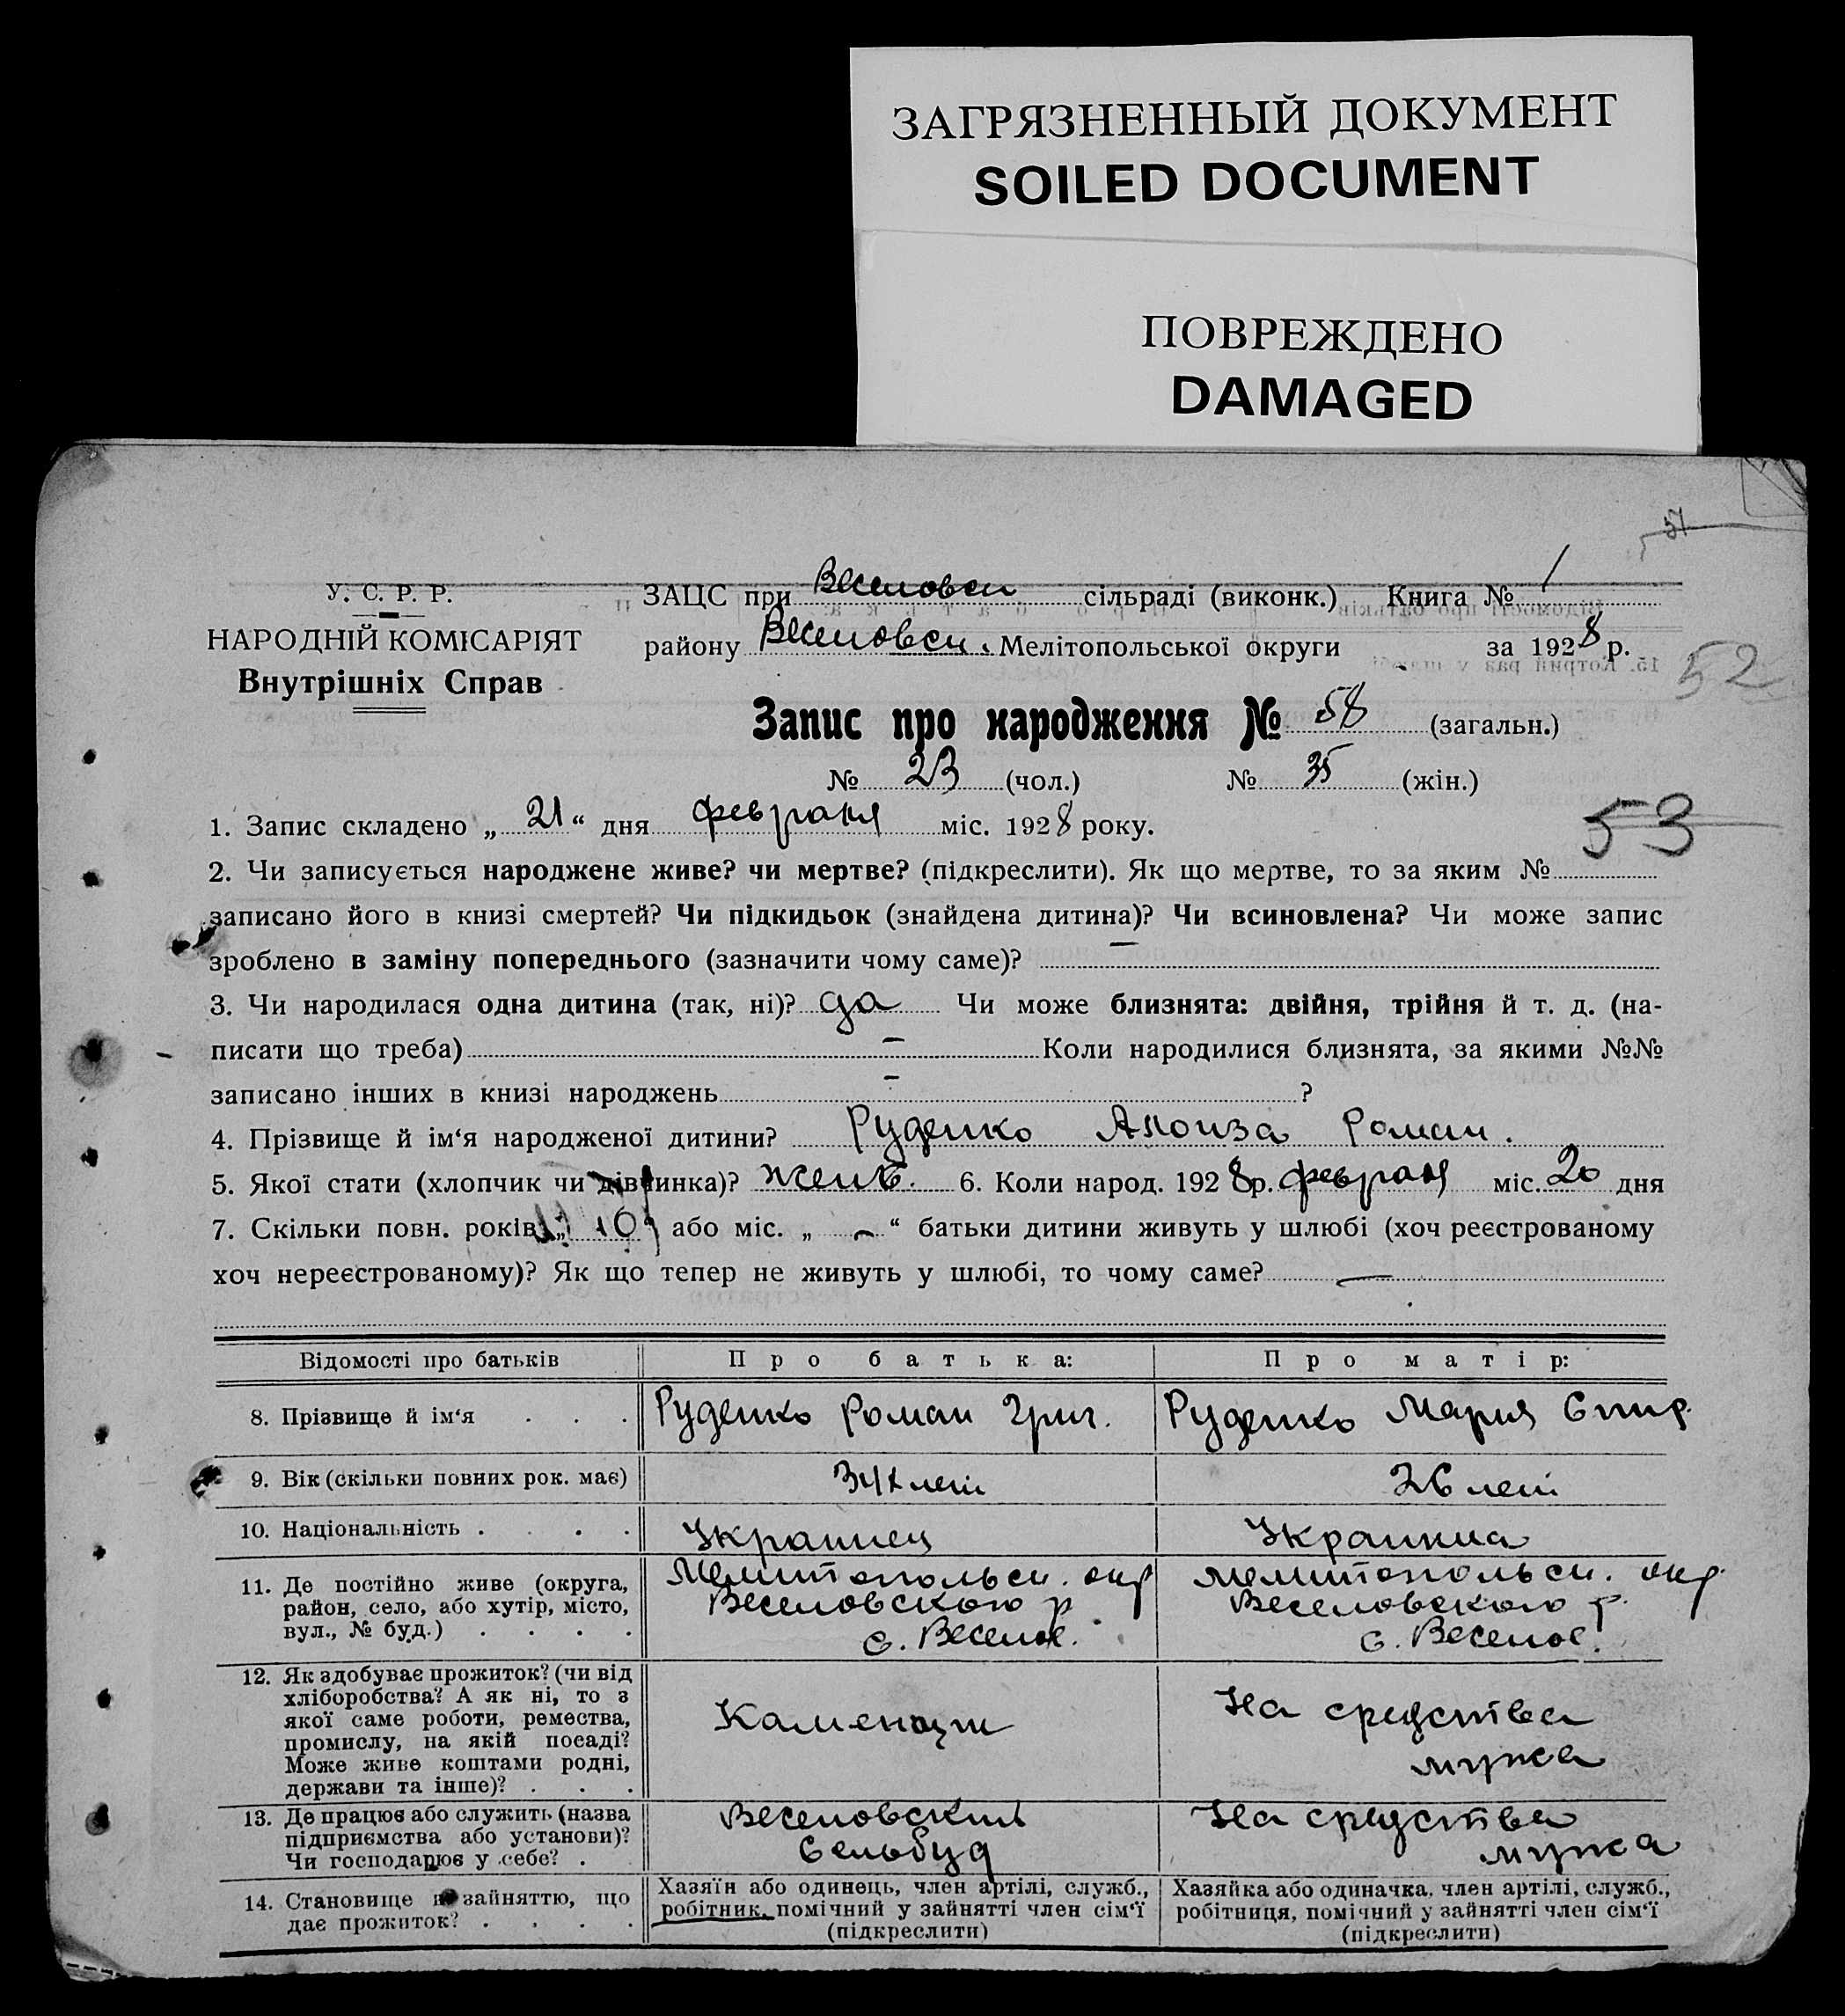 ЗАГРЯЗНЕННЫЙ ДОКУМЕНТ
SOILED DOCUMENT
ПОВРЕЖДЕНО
DAMAGED
51
У. С. Р. Р.
НАРОДНІЙ КОМІСАРІЯТ
Внутрішніх Справ
ЗАЦС при Веселовск сільраді (виконк.) Книга № 1
району Веселовск. Мелітопольської округи за 1928 р.
52
Запис про народження № 58 (загальн.)
№ 23 (чол.) № 35 (жін.)
53
1. Запис складено „21“ дня февраля міс. 1928 року.
2. Чи записується народжене живе? чи мертве? (підкреслити). Як що мертве, то за яким №
записано його в книзі смертей? Чи підкидьок (знайдена дитина)? Чи всиновлена? Чи може запис
зроблено в заміну попереднього (зазначити чому саме)? —
3. Чи народилася одна дитина (так, ні)? да Чи може близнята: двійня, трійня й т. д. (на-
писати що треба) — Коли народилися близнята, за якими №№
записано інших в книзі народжень — ?
4. Прізвище й ім‘я народженої дитини? Руденко Роман.
5. Якої стати (хлопчик чи дівчинка)? женс. 6. Коли народ. 1928 р. февраля міс. 20 дня
7. Скільки повн. років „10“ або міс. „—“ батьки дитини живуть у шлюбі (хоч реєстрованому
хоч нереєстрованому)? Як що тепер не живуть у шлюбі, то чому саме? —
Відомості про батьків Про батька: Про матір:
8. Прізвище й ім‘я . . . Руденко Роман Григ. Руденко Мария Спир.
9. Вік (скільки повних рок. має) 34 лет 26 лет
10. Національність . . . . Украинец Украинка
11. Де постійно живе (округа,
район, село, або хутір, місто,
вул., № буд.) . . . .
Мелитопольск. окр
Веселовского р
с. Веселое.
Мелитопольск. окр.
Веселовского р.
с. Веселое.
12. Як здобуває прожиток? (чи від
хліборобства? А як ні, то з
якої саме роботи, ремества,
промислу, на якій посаді?
Може живе коштами родні,
держави та інше)? . . .
На средства
мужа
13. Де працює або служить (назва
підприємства або установи)?
Чи господарює у себе? .
Веселовский
Сельбуд
На средства
мужа
14. Становище в зайняттю, що
дає прожиток? . . . .
Хазяїн або одинець, член артілі, служб.,
робітник, помічний у зайнятті член сім‘ї
(підкреслити)
Хазяйка або одиначка, член артілі, служб.,
робітниця, помічний у зайнятті член сім‘ї
(підкреслити)